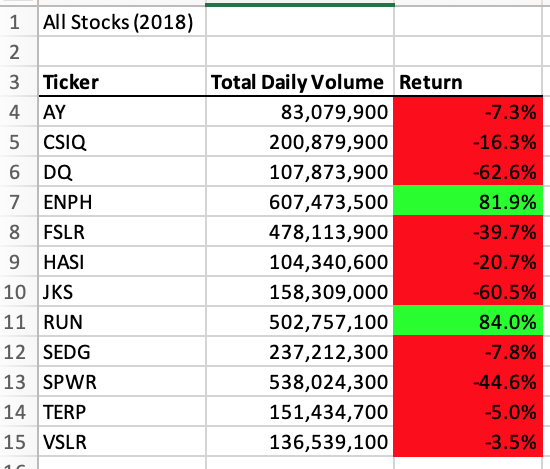 1 All Stocks (2018)
2
3 Ticker Total Daily Volume Return
4 AY 83,079,900 -7.3%
5 CSIQ 200,879,900 -16.3%
6 DQ 107,873,900 -62.6%
7 ENPH 607,473,500 81.9%
8 FSLR 478,113,900 -39.7%
9 HASI 104,340,600 -20.7%
10 JKS 158,309,000 -60.5%
11 RUN 502,757,100 84.0%
12 SEDG 237,212,300 -7.8%
13 SPWR 538,024,300 -44.6%
14 TERP 151,434,700 -5.0%
15 VSLR 136,539,100 -3.5%